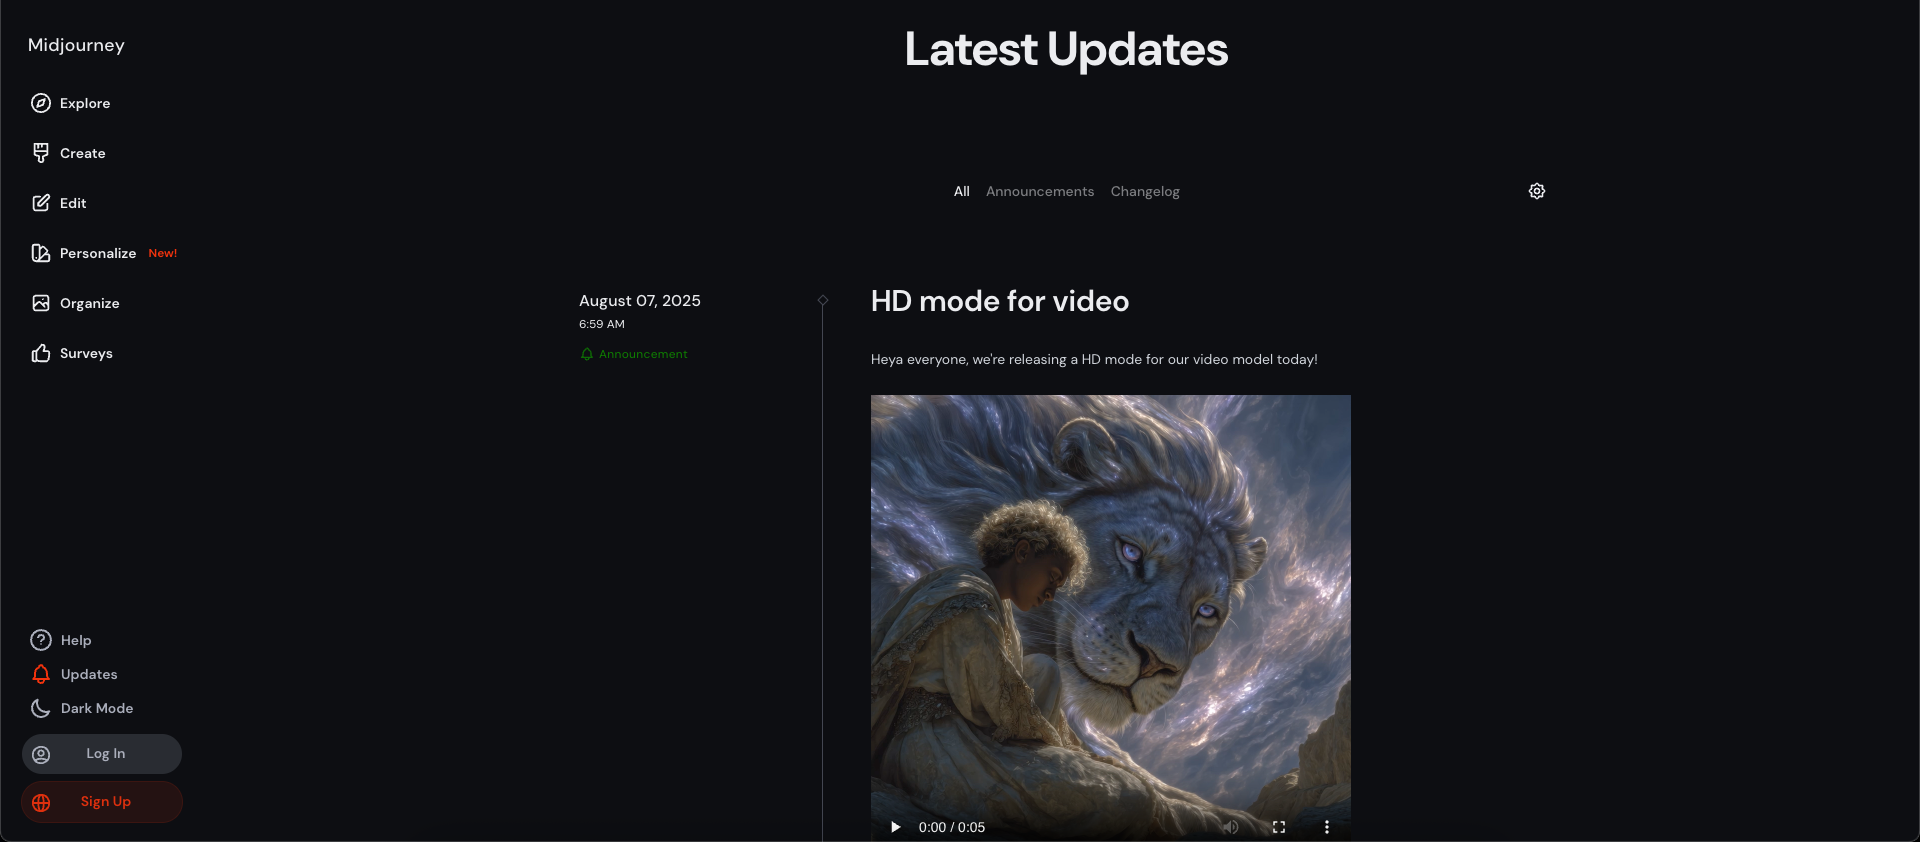 Midjourney
Explore
Create
Edit
Personalize New!
Organize
Surveys
Help
Updates
Dark Mode
Log In
Sign Up
Latest Updates
All Announcements Changelog
August 07, 2025
6:59 AM
Announcement
HD mode for video
Heya everyone, we're releasing a HD mode for our video model today!
0:00 / 0:05